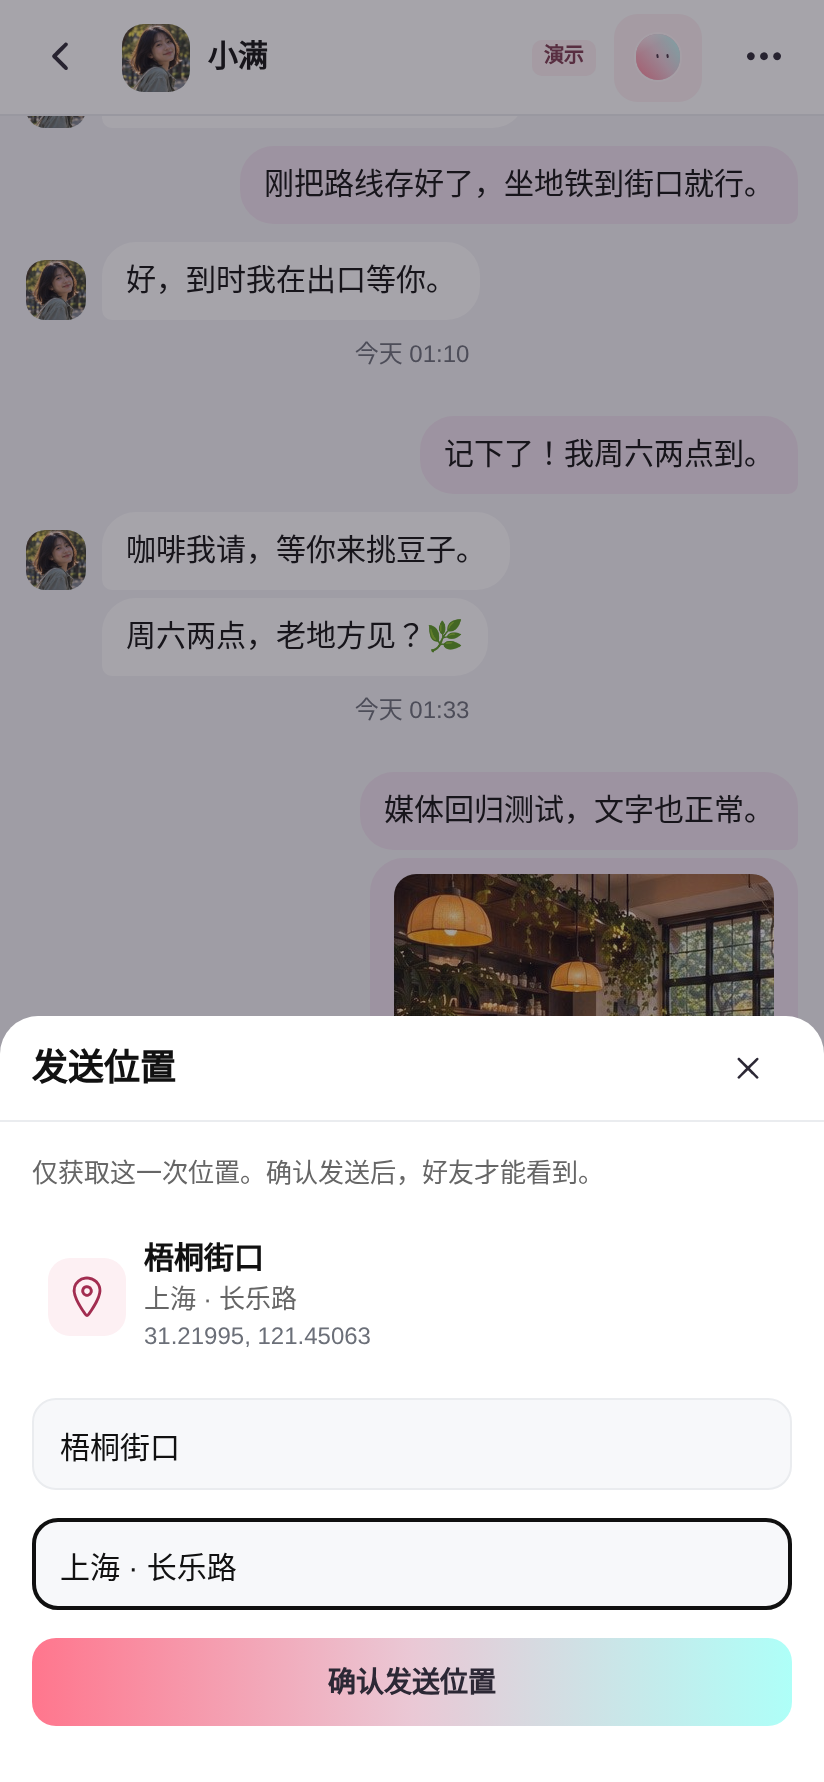 小满
演示
刚把路线存好了，坐地铁到街口就行。
好，到时我在出口等你。
今天 01:10
记下了！我周六两点到。
咖啡我请，等你来挑豆子。
周六两点，老地方见？🌿
今天 01:33
媒体回归测试，文字也正常。
发送位置
仅获取这一次位置。确认发送后，好友才能看到。
梧桐街口
上海 · 长乐路
31.21995, 121.45063
梧桐街口
上海 · 长乐路
确认发送位置